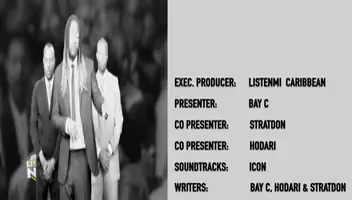 EXEC. PRODUCER: LISTENMI CARIBBEAN
PRESENTER: BAY C
CO PRESENTER: STRATDON
CO PRESENTER: HODARI
SOUNDTRACKS: ICON
WRITERS: BAY C, HODARI & STRATDON